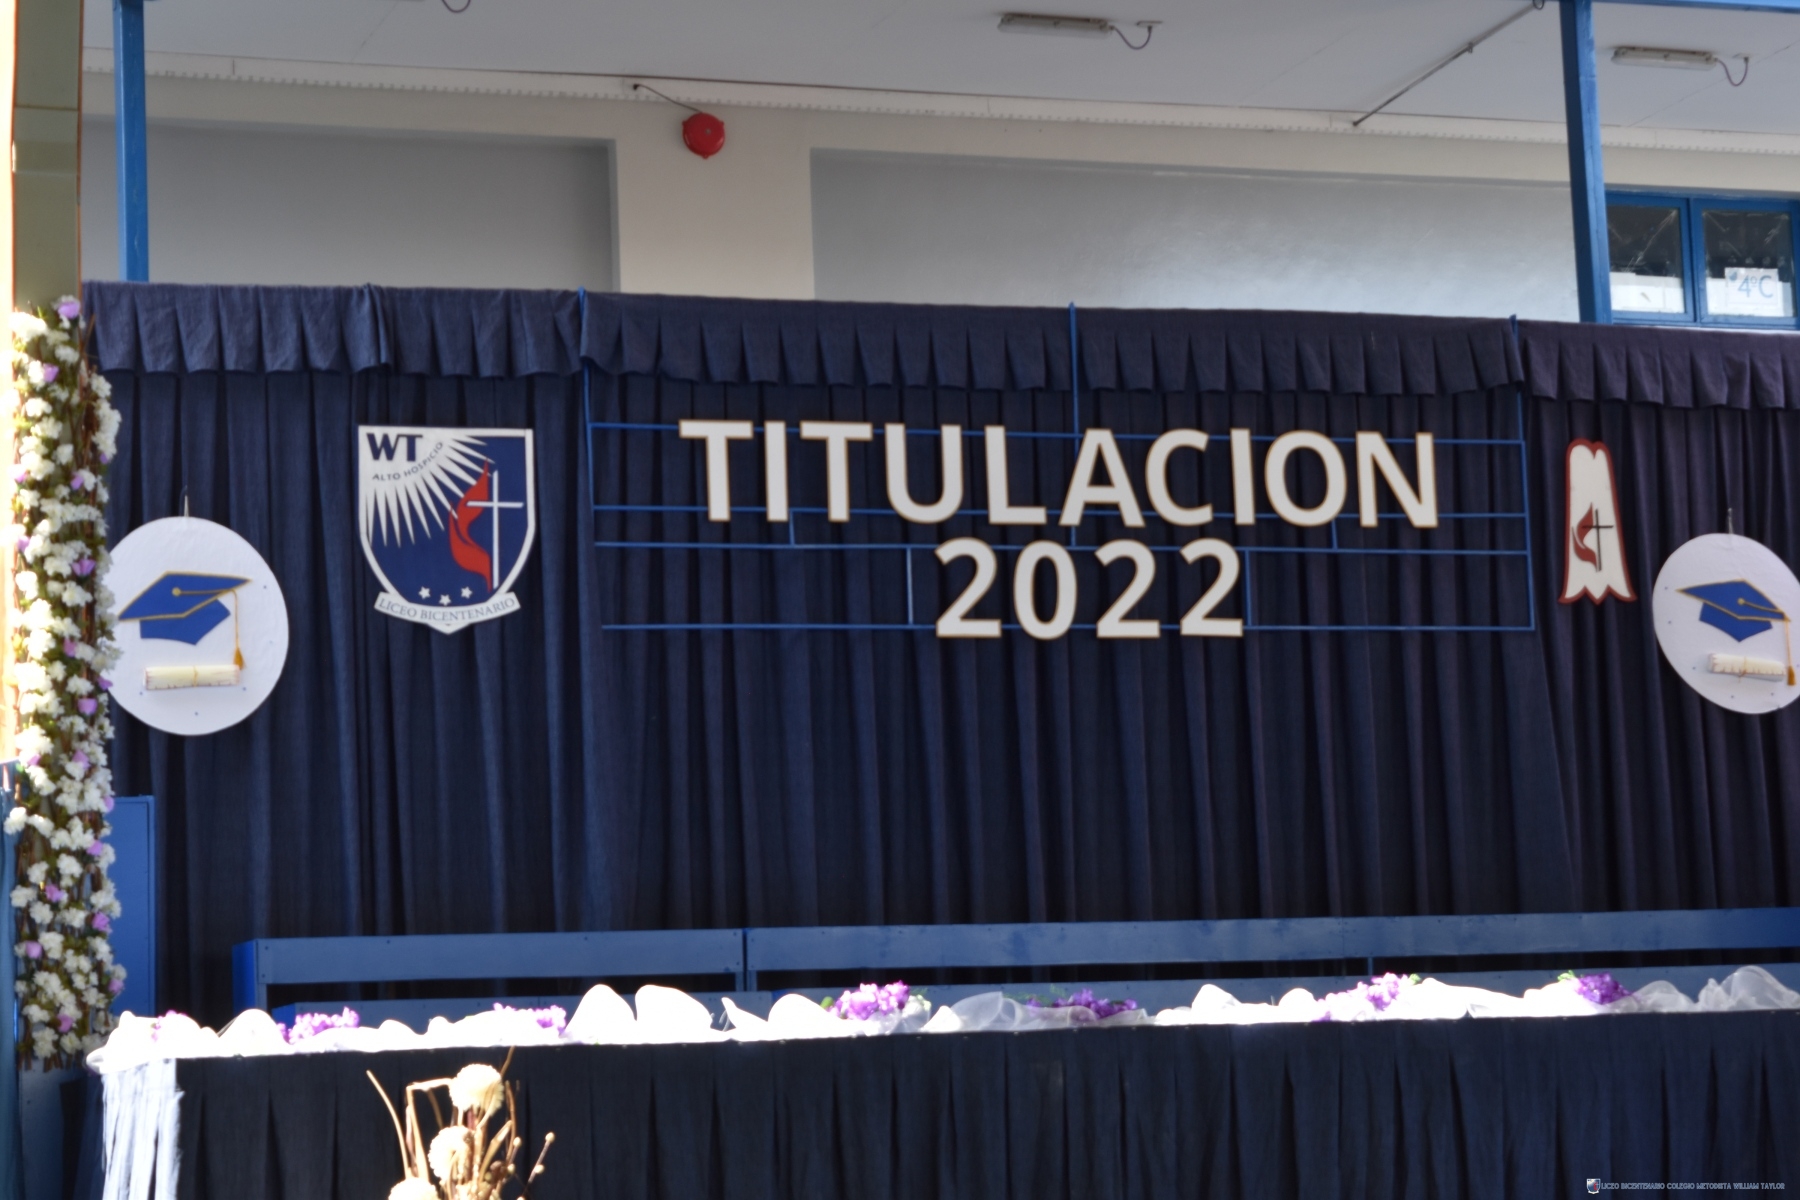 4°C
WT
ALTO HOSPICIO
LICEO BICENTENARIO
TITULACION
2022
LICEO BICENTENARIO COLEGIO METODISTA WILLIAM TAYLOR